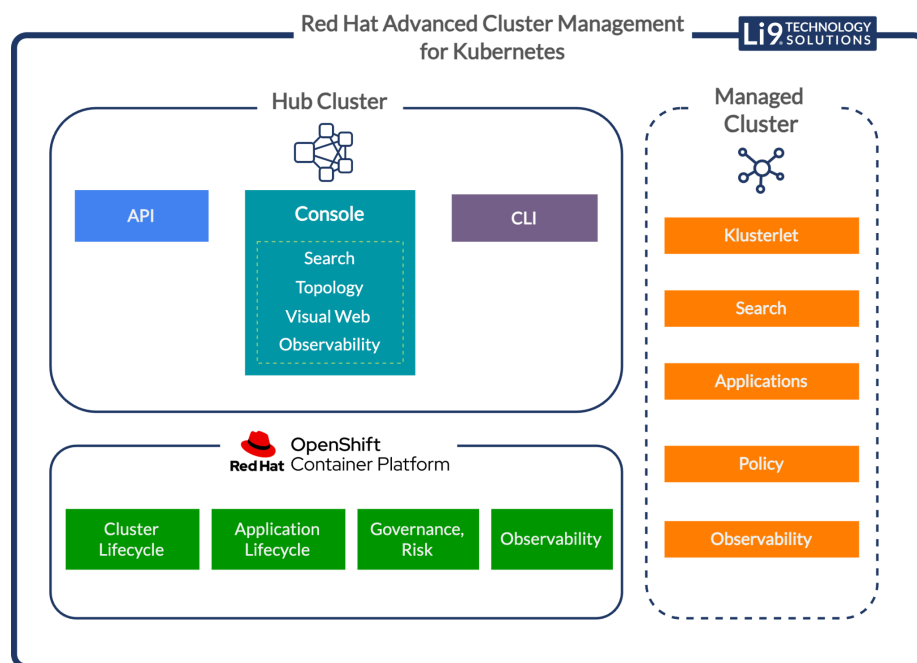 Red Hat Advanced Cluster Management
for Kubernetes
Li9 TECHNOLOGY
SOLUTIONS
Hub Cluster
API
Console
Search
Topology
Visual Web
Observability
CLI
Red Hat
OpenShift
Container Platform
Cluster
Lifecycle
Application
Lifecycle
Governance,
Risk
Observability
Managed
Cluster
Klusterlet
Search
Applications
Policy
Observability